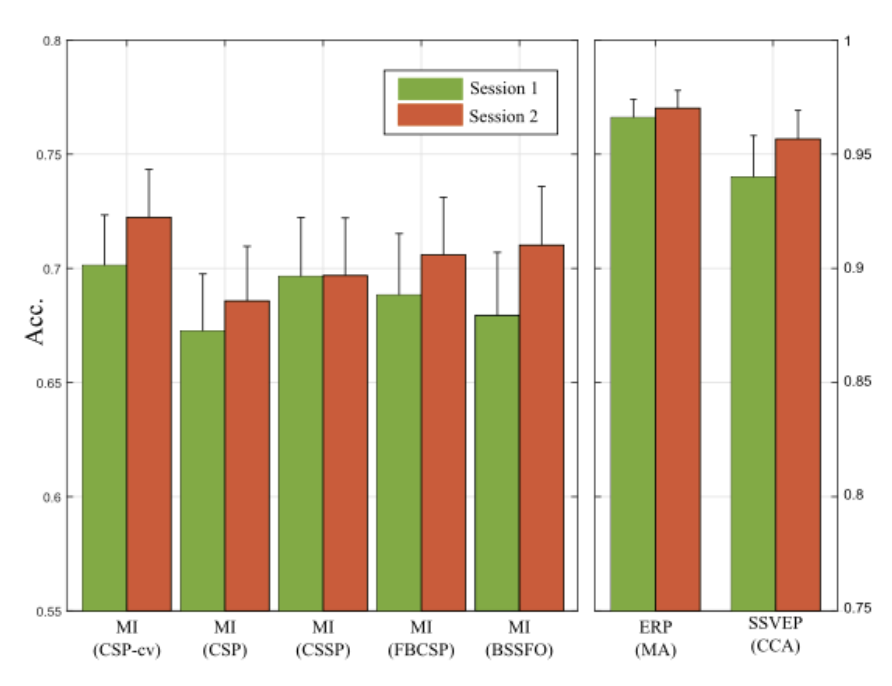 0.8
0.75
0.7
0.65
0.6
0.55
Acc.
Session 1
Session 2
1
0.95
0.9
0.85
0.8
0.75
MI
(CSP-cv)
MI
(CSP)
MI
(CSSP)
MI
(FBCSP)
MI
(BSSFO)
ERP
(MA)
SSVEP
(CCA)